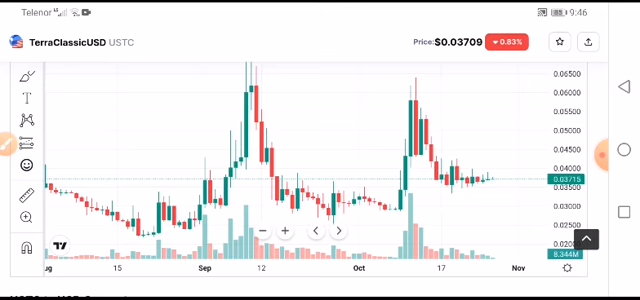 Telenor 9:46
TerraClassicUSD USTC Price:$0.03709 ▼ 0.83%
0.06500
0.06000
0.05500
0.05000
0.04500
0.04000
0.03715
0.03500
0.03000
0.02500
0.02000
8.344M
ug 15 Sep 12 Oct 17 Nov